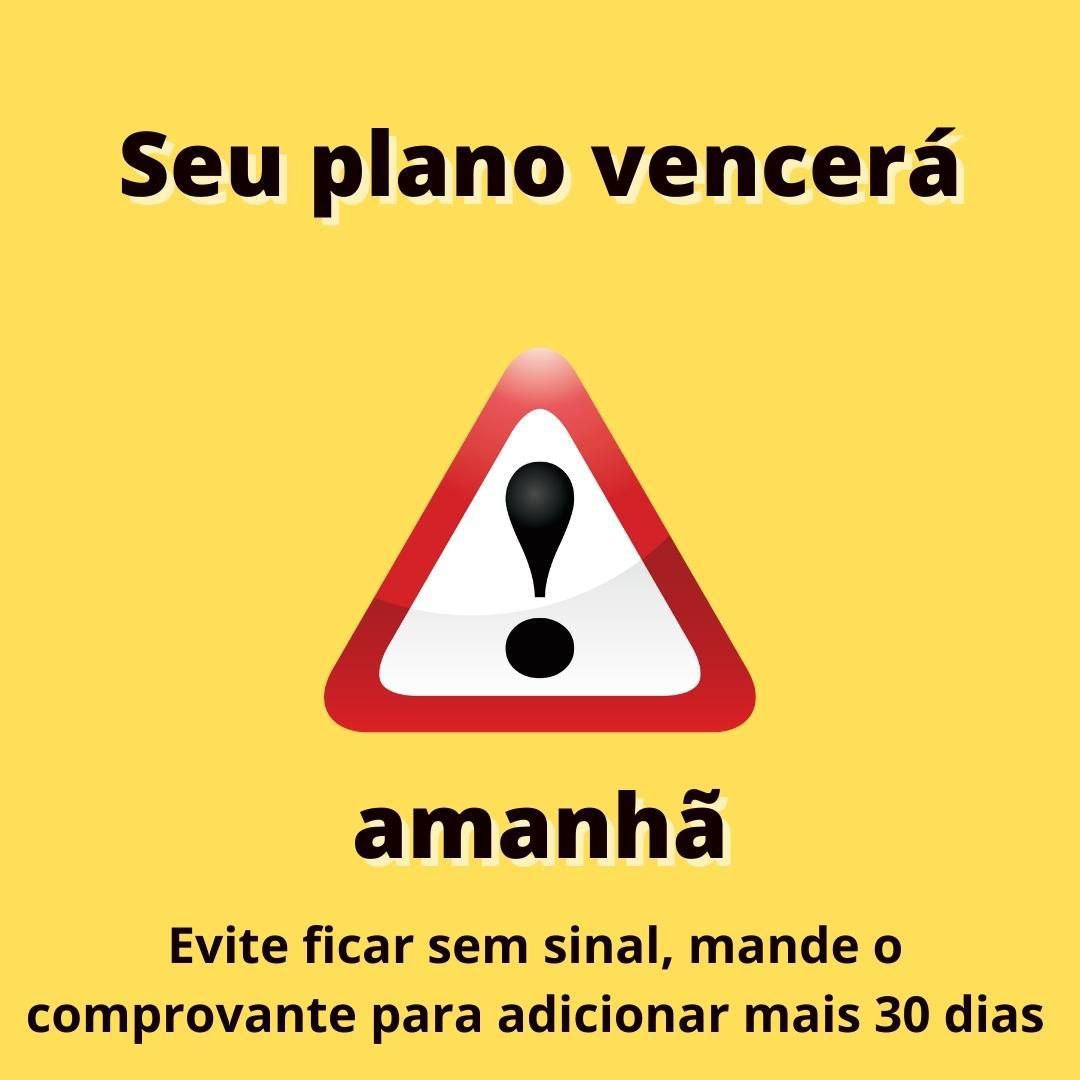 Seu plano vencerá
amanhã
Evite ficar sem sinal, mande o
comprovante para adicionar mais 30 dias